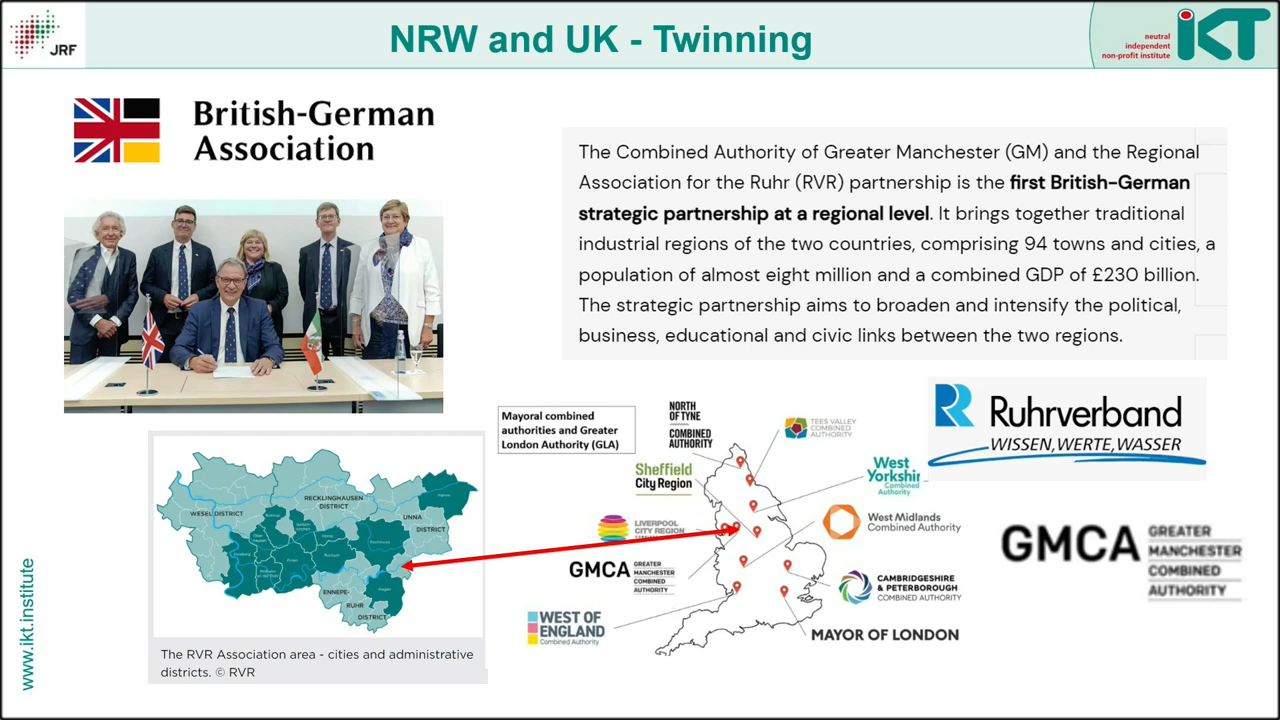 JRF
NRW and UK - Twinning
neutral
independent
non-profit institute
iKT
British-German
Association
The Combined Authority of Greater Manchester (GM) and the Regional
Association for the Ruhr (RVR) partnership is the first British-German
strategic partnership at a regional level. It brings together traditional
industrial regions of the two countries, comprising 94 towns and cities, a
population of almost eight million and a combined GDP of £230 billion.
The strategic partnership aims to broaden and intensify the political,
business, educational and civic links between the two regions.
Ruhrverband
WISSEN, WERTE, WASSER
Mayoral combined
authorities and Greater
London Authority (GLA)
NORTH
OF TYNE
COMBINED
AUTHORITY
TEES VALLEY
COMBINED
AUTHORITY
Sheffield
City Region
West
Yorkshir
Combined
Authority
LIVERPOOL
CITY REGION
West Midlands
Combined Authority
GMCA
GREATER
MANCHESTER
COMBINED
AUTHORITY
CAMBRIDGESHIRE
& PETERBOROUGH
COMBINED AUTHORITY
WEST OF
ENGLAND
Combined Authority
MAYOR OF LONDON
GMCA
GREATER
MANCHESTER
COMBINED
AUTHORITY
WESEL DISTRICT
RECKLINGHAUSEN
DISTRICT
UNNA
DISTRICT
ENNEPE-
RUHR
DISTRICT
The RVR Association area - cities and administrative
districts. © RVR
www.ikt.institute